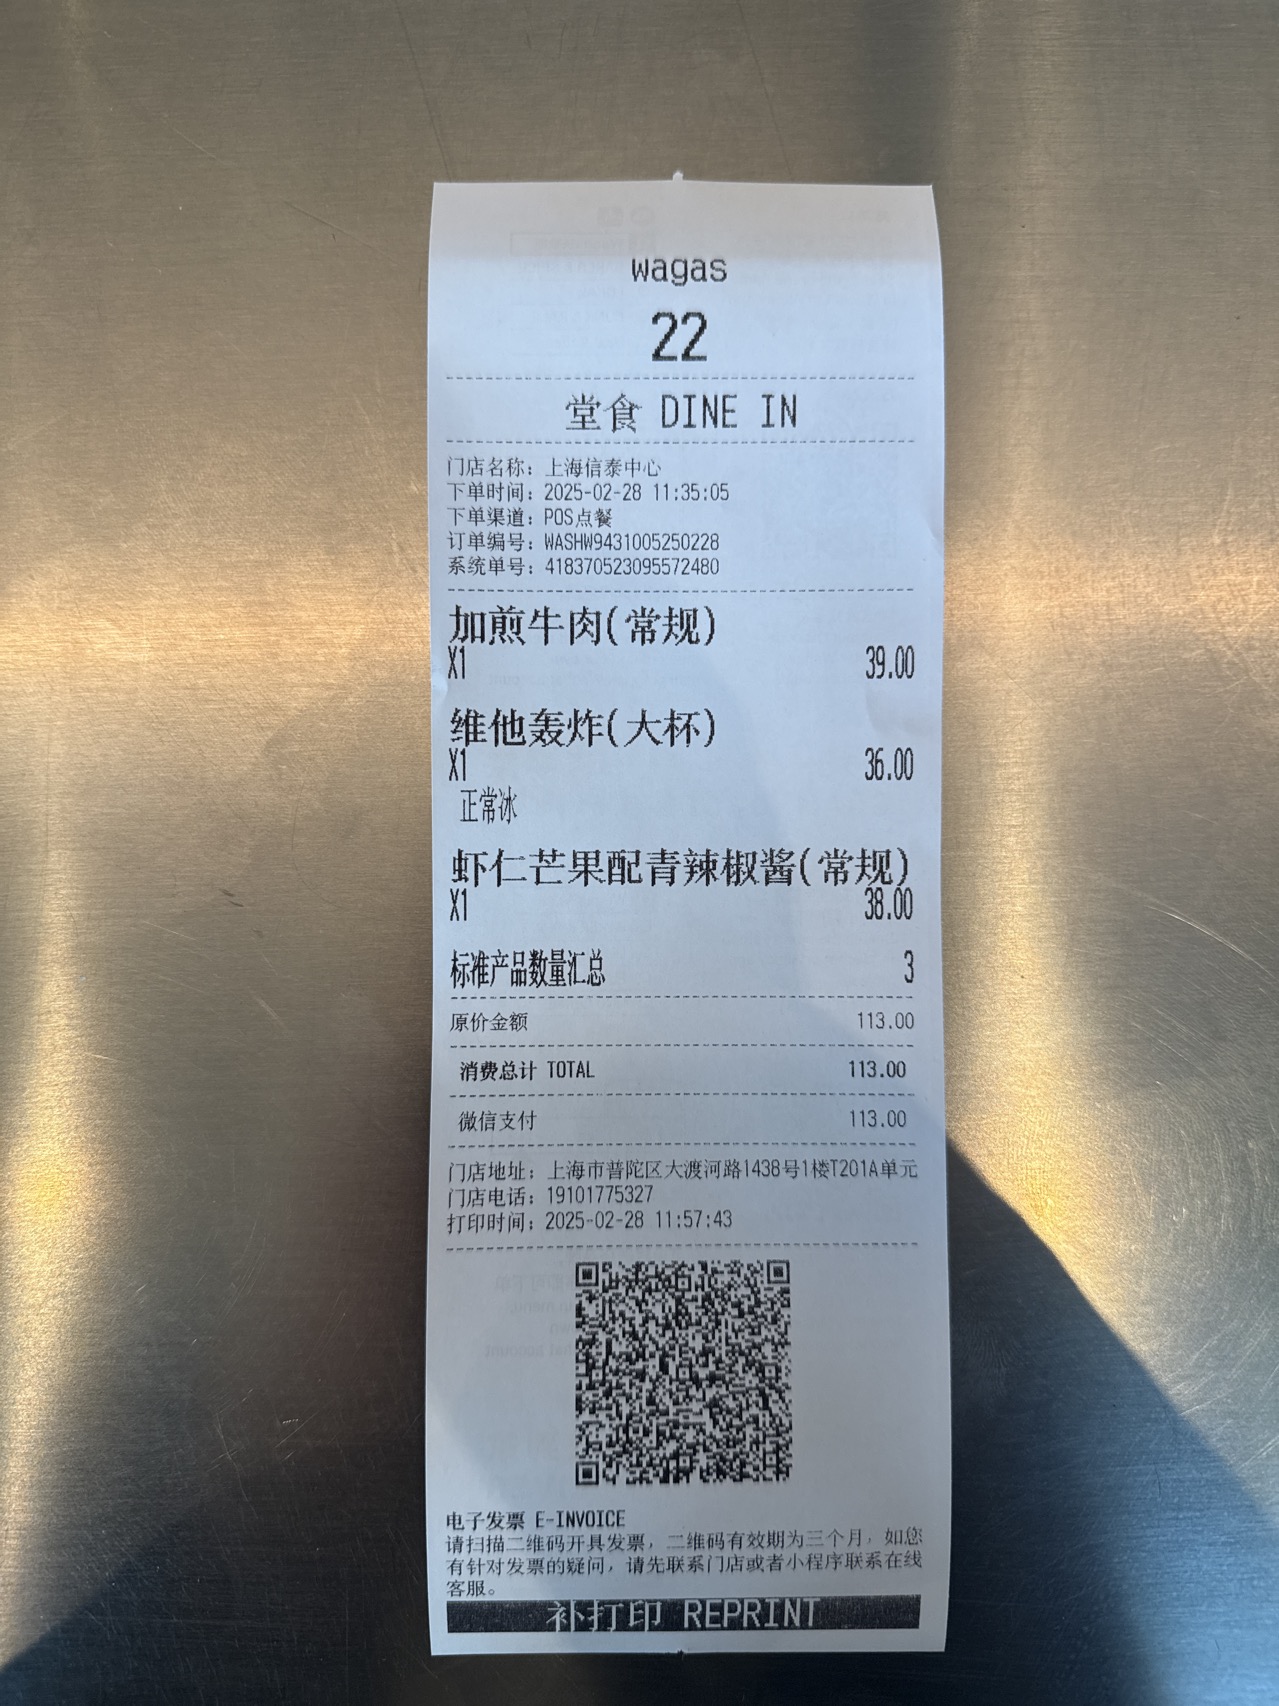 wagas
22
堂食 DINE IN
门店名称：上海信泰中心
下单时间：2025-02-28 11:35:05
下单渠道：POS点餐
订单编号：WASHW9431005250228
系统单号：418370523095572480
加煎牛肉(常规)
X1 39.00
维他轰炸(大杯)
X1 36.00
正常冰
虾仁芒果配青辣椒酱(常规)
X1 38.00
标准产品数量汇总 3
原价金额 113.00
消费总计 TOTAL 113.00
微信支付 113.00
门店地址：上海市普陀区大渡河路1438号1楼T201A单元
门店电话：19101775327
打印时间：2025-02-28 11:57:43
电子发票 E-INVOICE
请扫描二维码开具发票，二维码有效期为三个月，如您
有针对发票的疑问，请先联系门店或者小程序联系在线
客服。
补打印 REPRINT